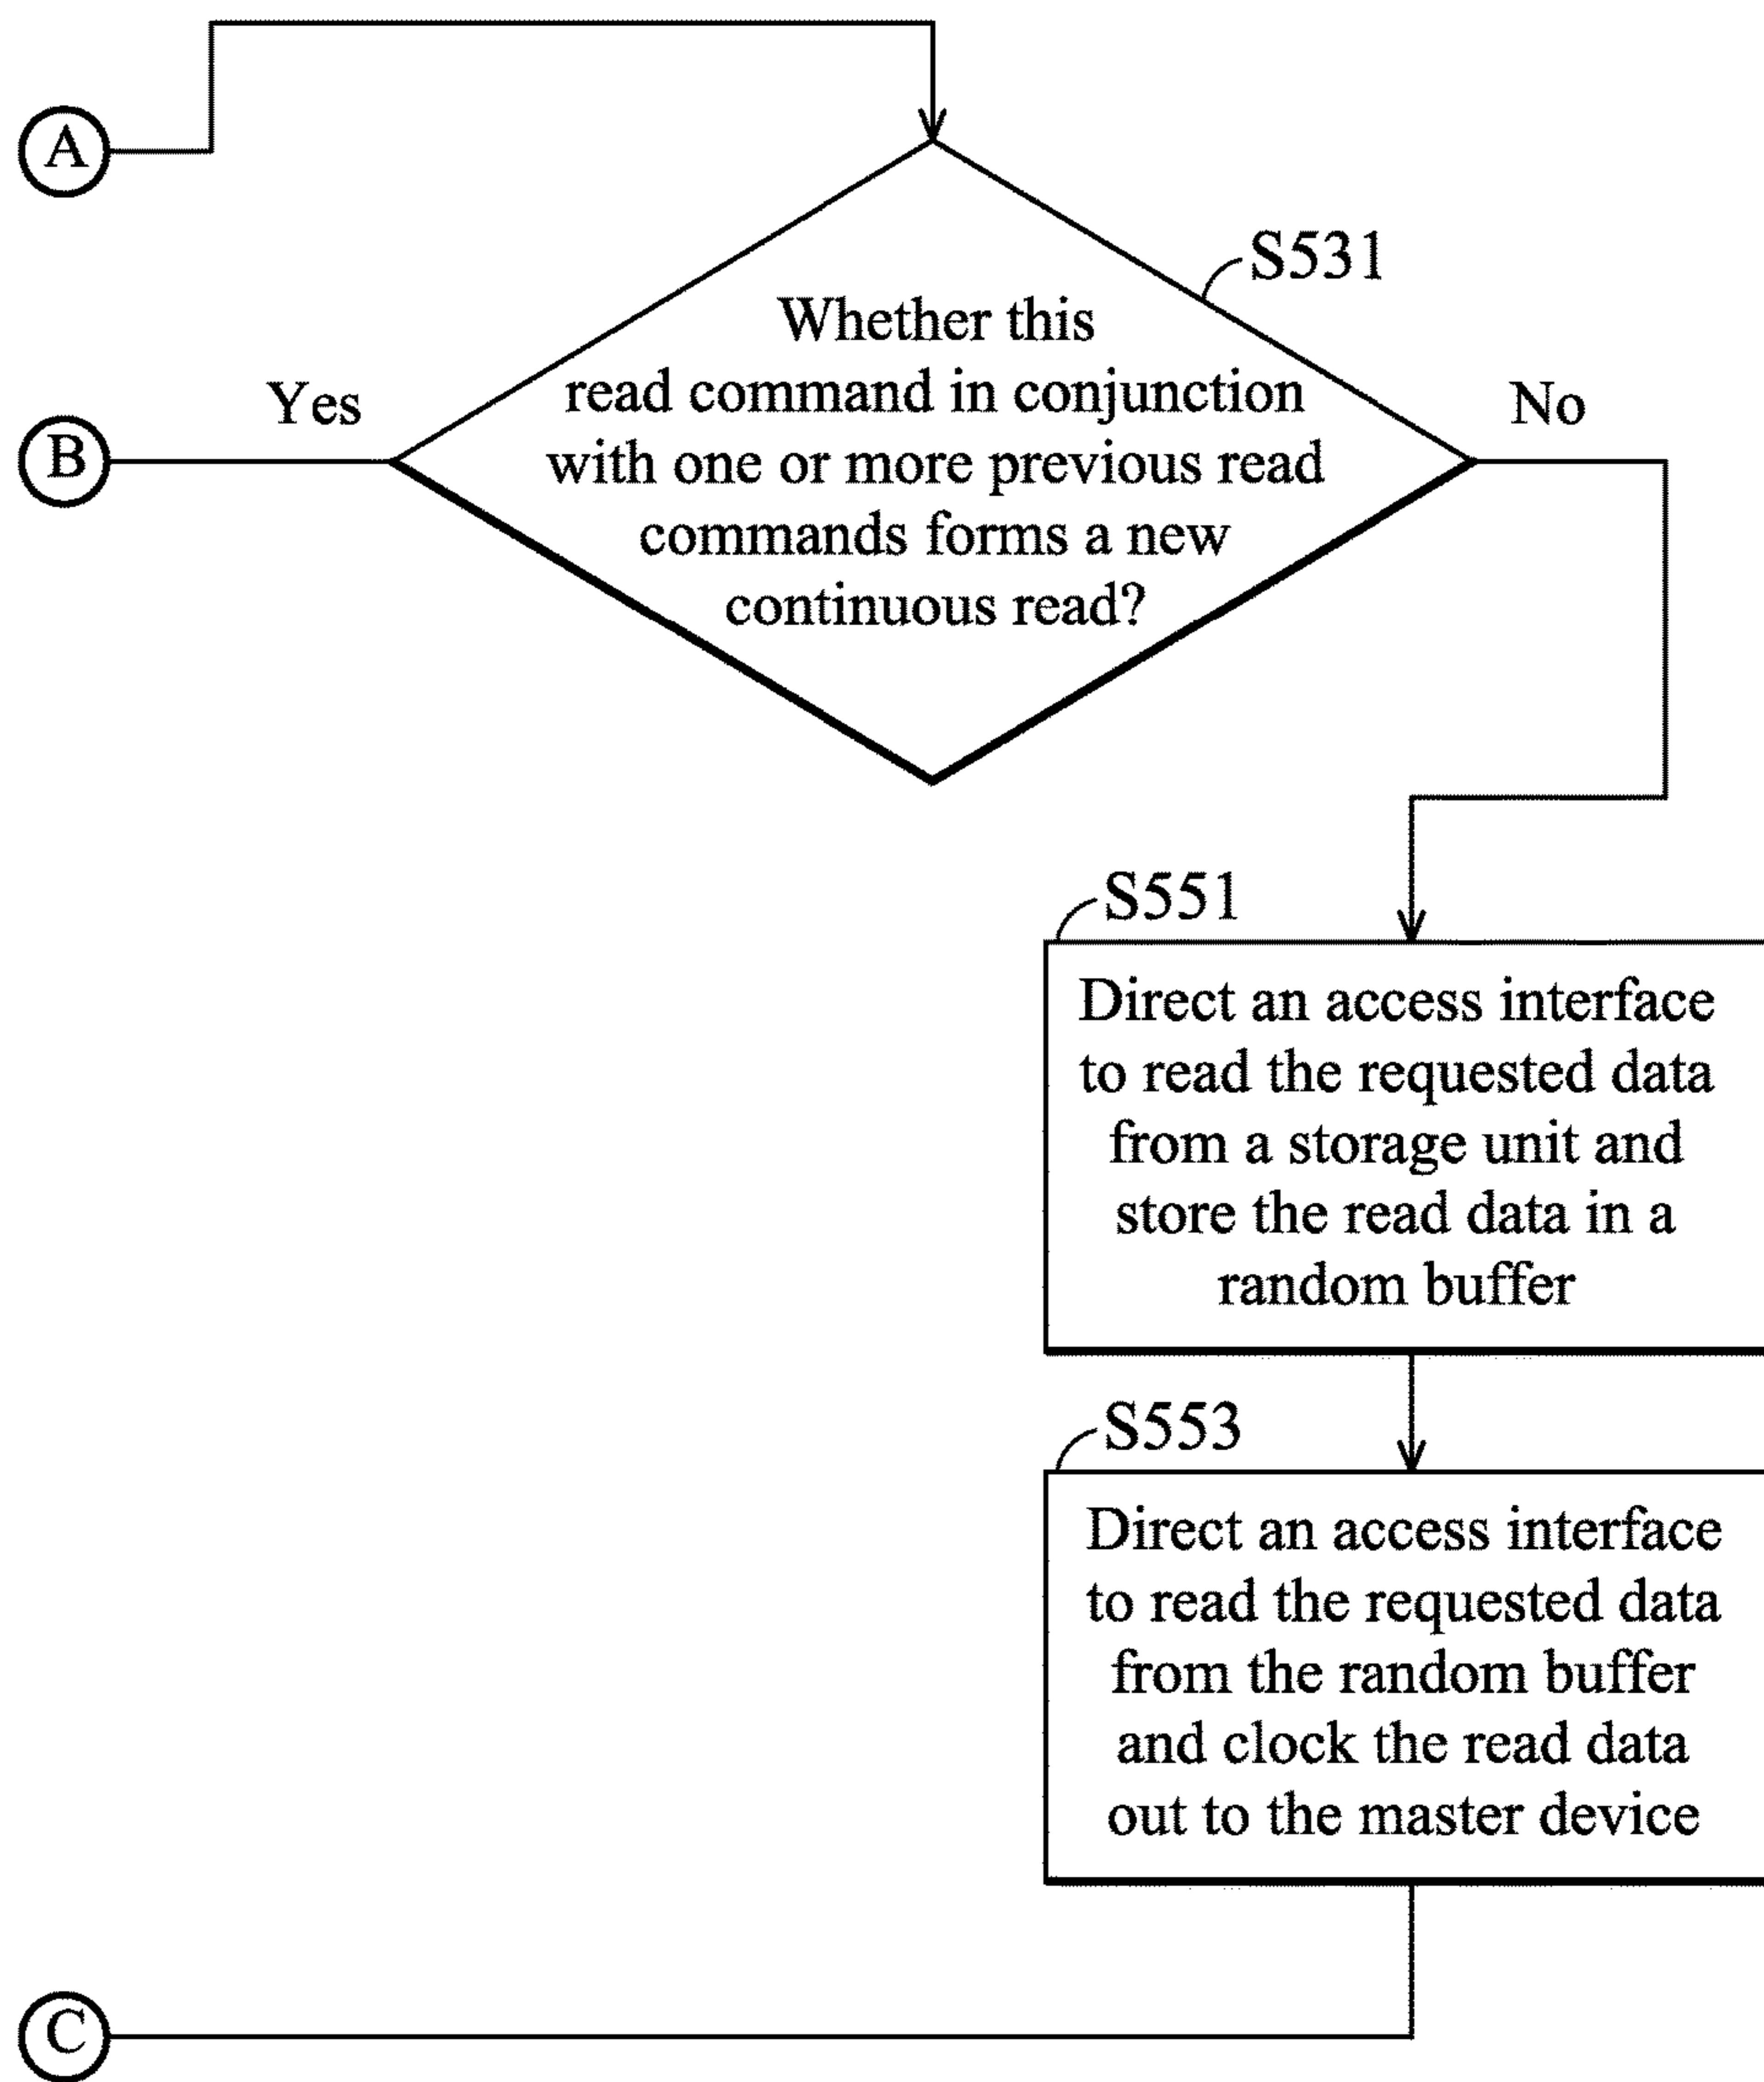 A
S531
Whether this
read command in conjunction
with one or more previous read
commands forms a new
continuous read?
Yes
No
B
S551
Direct an access interface
to read the requested data
from a storage unit and
store the read data in a
random buffer
S553
Direct an access interface
to read the requested data
from the random buffer
and clock the read data
out to the master device
C